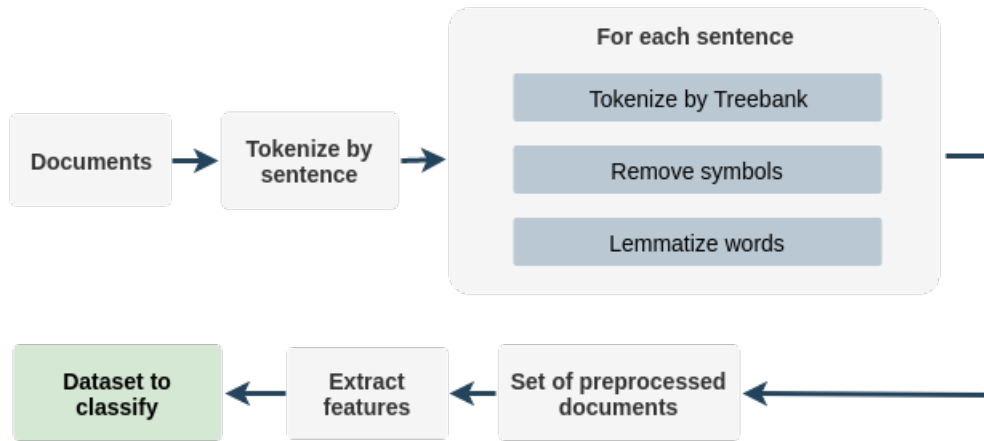 Documents
Tokenize by
sentence
For each sentence
Tokenize by Treebank
Remove symbols
Lemmatize words
Set of preprocessed
documents
Extract
features
Dataset to
classify